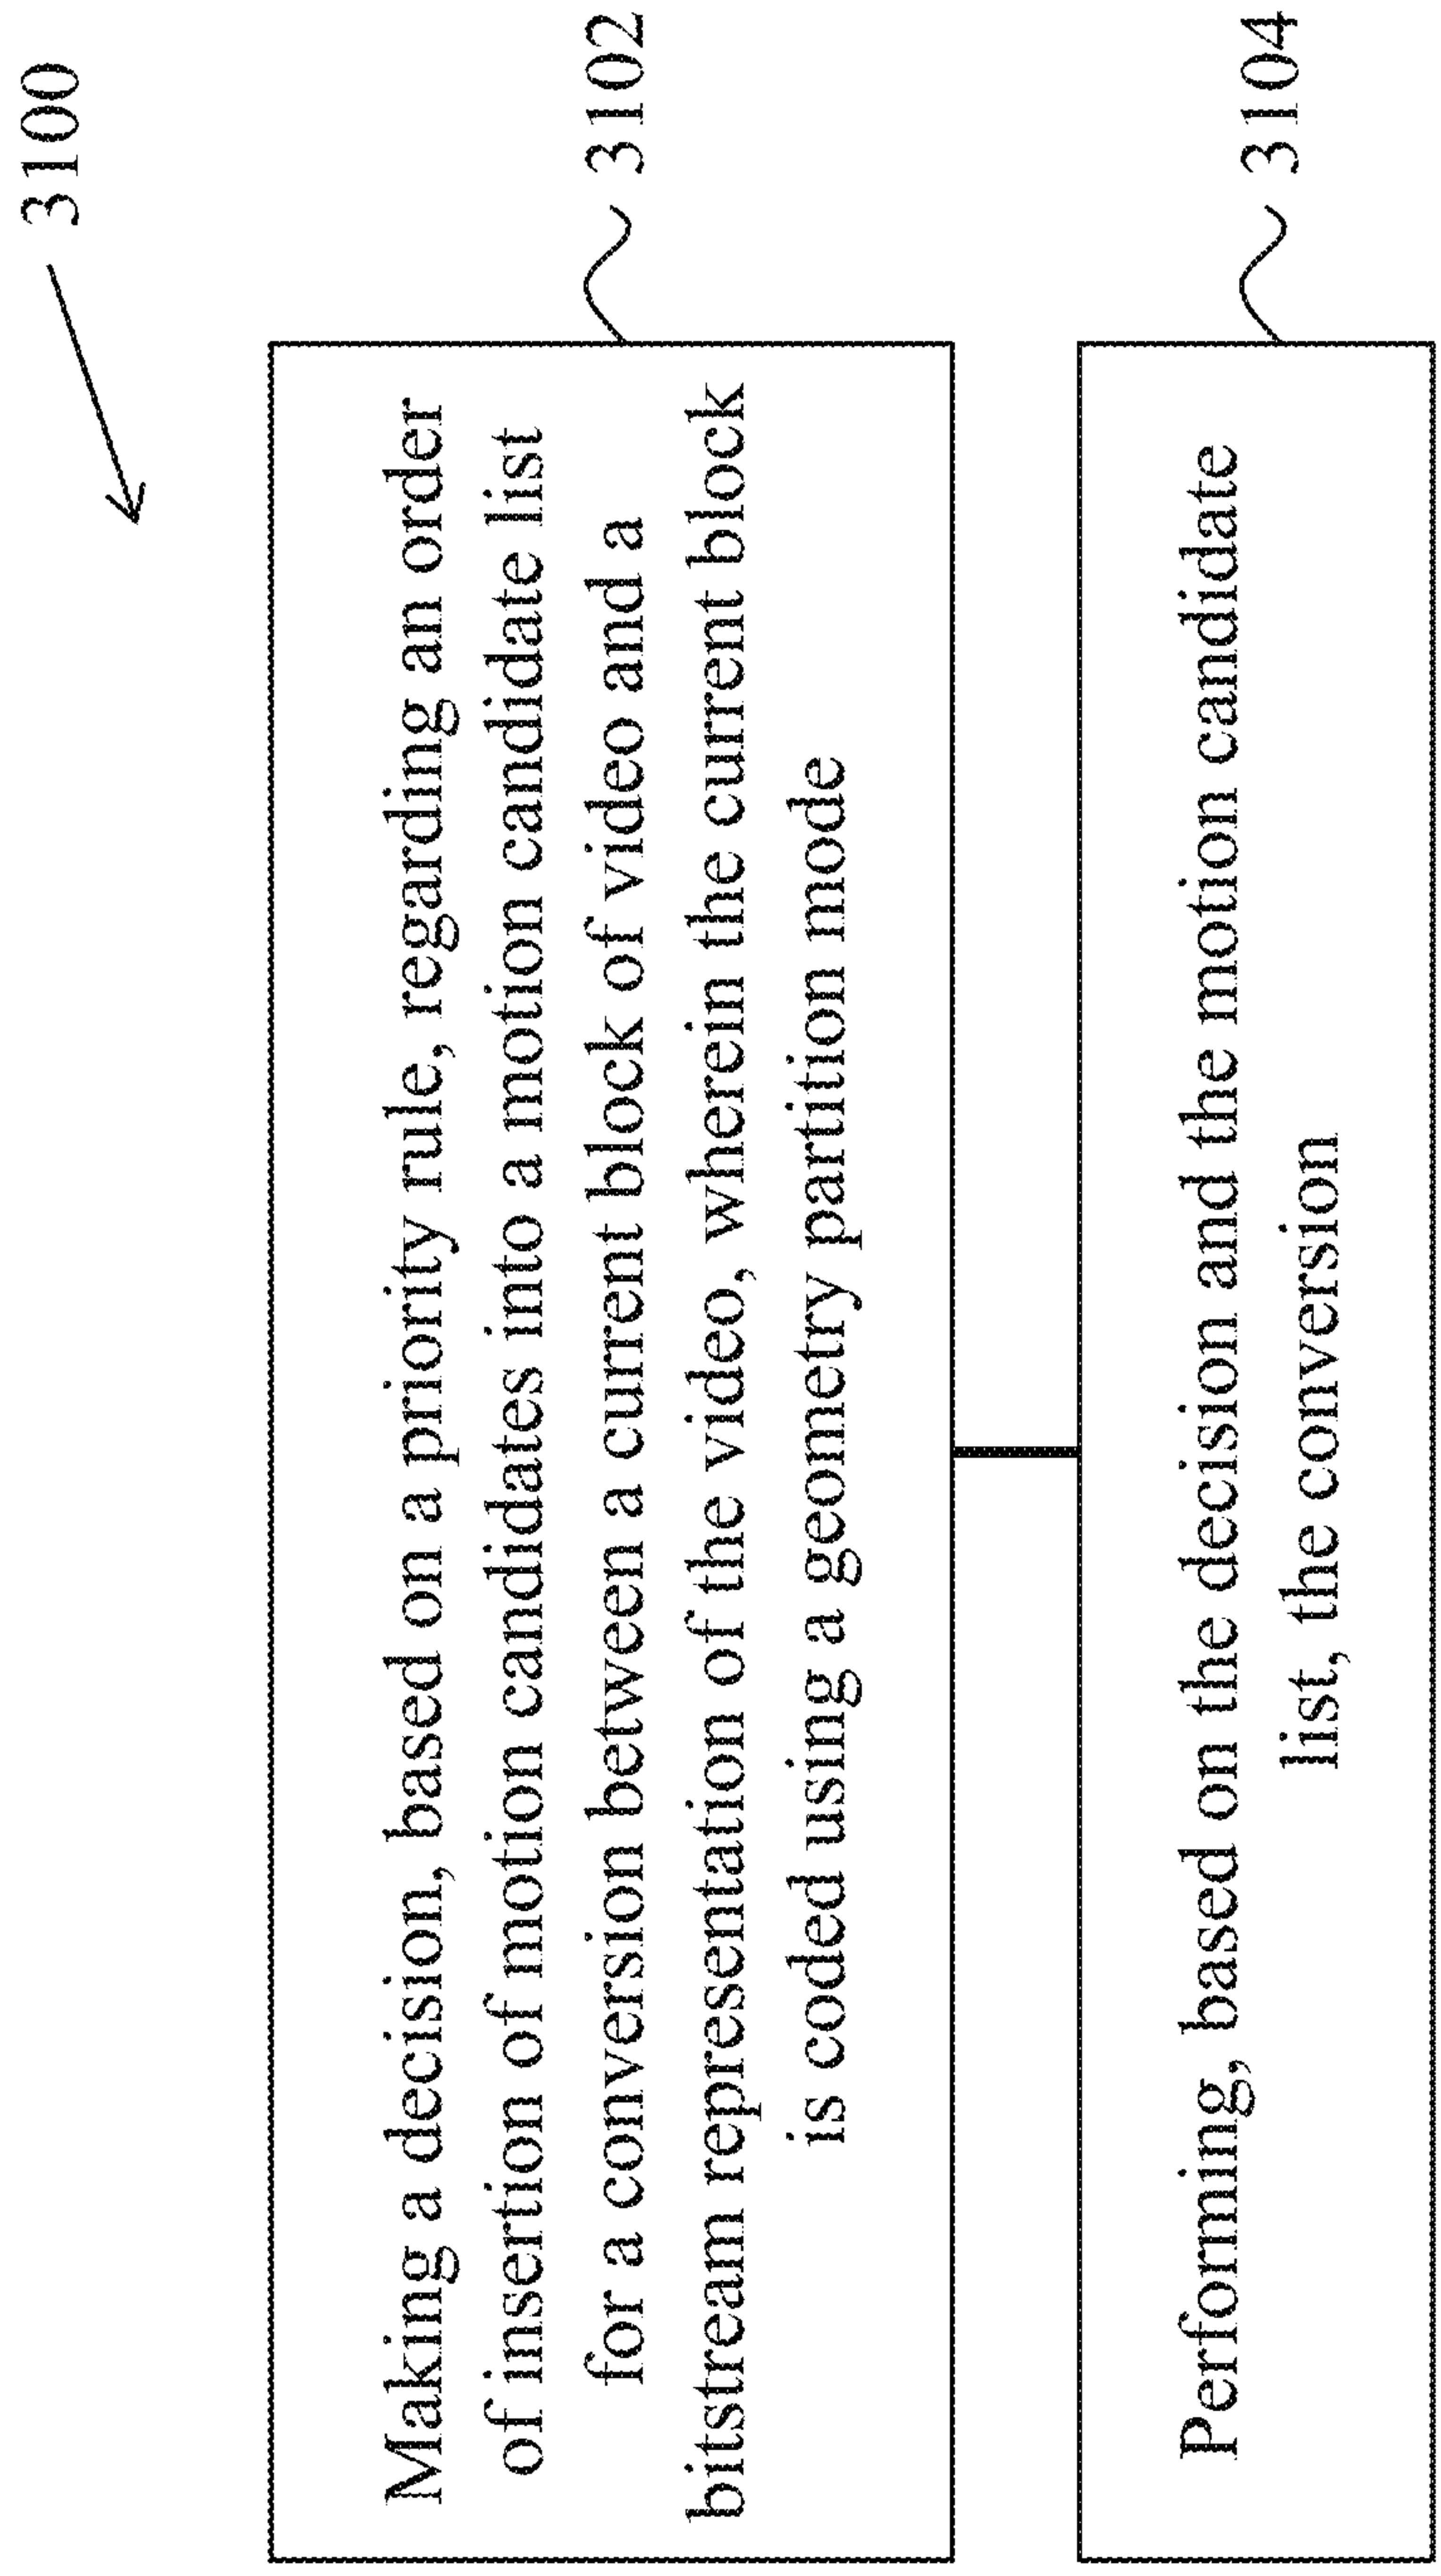 3100
Making a decision, based on a priority rule, regarding an order
of insertion of motion candidates into a motion candidate list
for a conversion between a current block of video and a
bitstream representation of the video, wherein the current block
is coded using a geometry partition mode
3102
Performing, based on the decision and the motion candidate
list, the conversion
3104